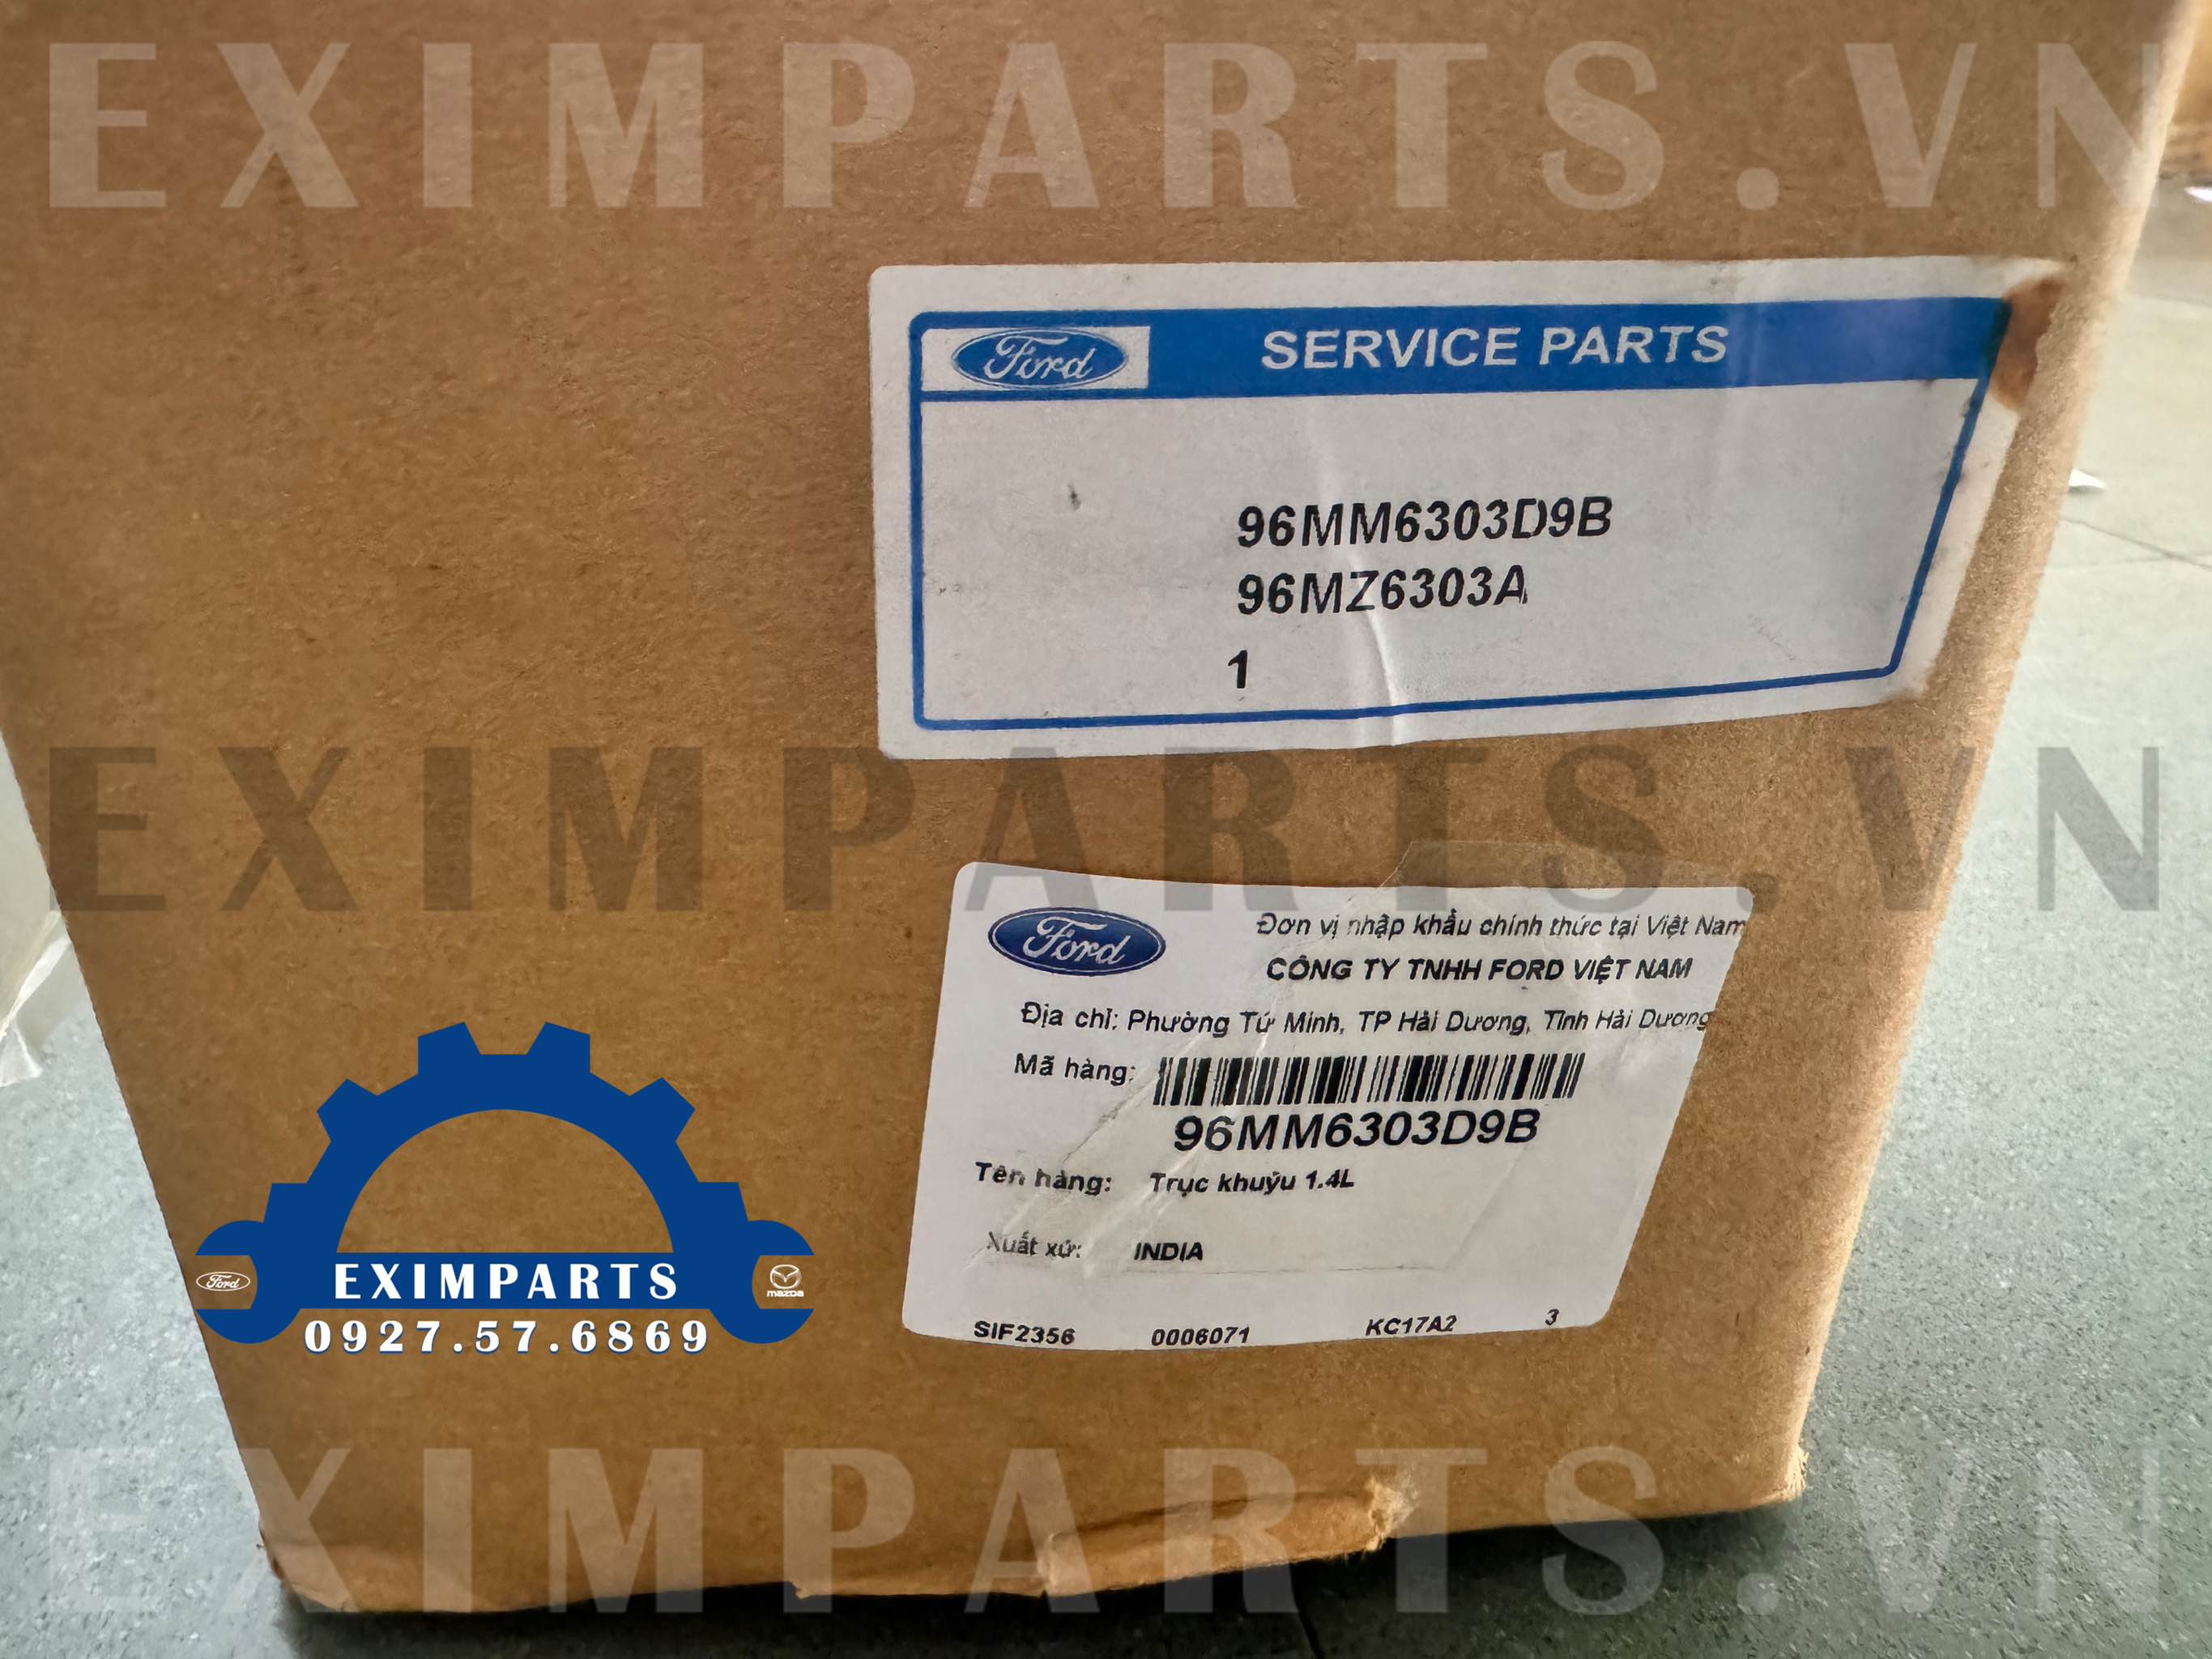 EXIMPARTS.VN
Ford SERVICE PARTS
96MM6303D9B
96MZ6303A
1
EXIMPARTS.VN
Ford
Đơn vị nhập khẩu chính thức tại Việt Nam
CÔNG TY TNHH FORD VIỆT NAM
Địa chỉ: Phường Tứ Minh, TP Hải Dương, Tỉnh Hải Dương
Mã hàng:
96MM6303D9B
Tên hàng: Trục khuỷu 1.4L
Xuất xứ: INDIA
SIF2356 0006071 KC17A2 3
Ford EXIMPARTS mazda
0927.57.6869
EXIMPARTS.VN